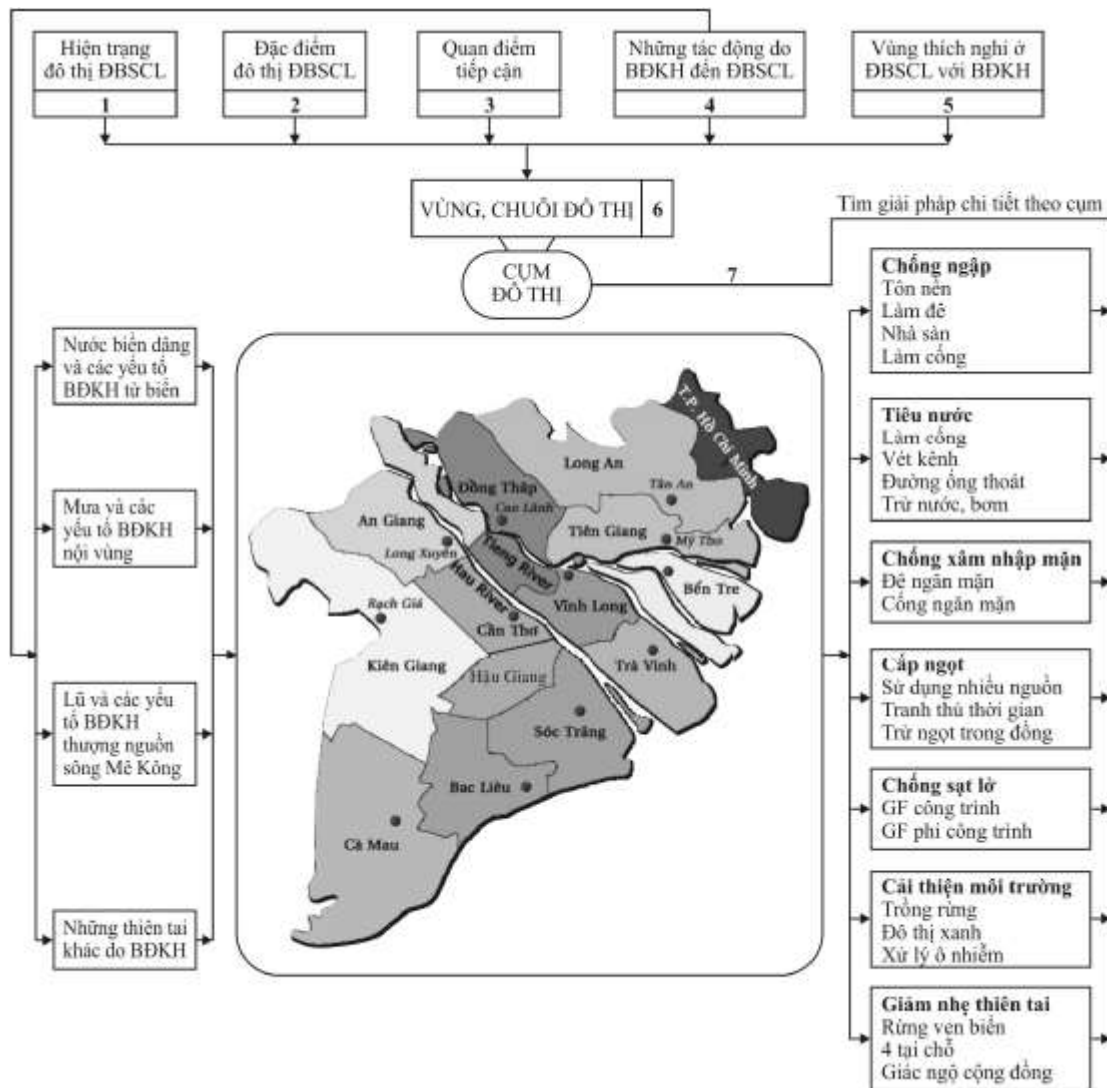 Hiện trạng
đô thị ĐBSCL
1
Đặc điểm
đô thị ĐBSCL
2
Quan điểm
tiếp cận
3
Những tác động do
BĐKH đến ĐBSCL
4
Vùng thích nghi ở
ĐBSCL với BĐKH
5
VÙNG, CHUỖI ĐÔ THỊ
6
CỤM
ĐÔ THỊ
7
Tìm giải pháp chi tiết theo cụm
Nước biển dâng
và các yếu tố
BĐKH từ biển
Mưa và các
yếu tố BĐKH
nội vùng
Lũ và các yếu
tố BĐKH
thượng nguồn
sông Mê Kông
Những thiên tai
khác do BĐKH
T.P. Hồ Chí Minh
Long An
Tân An
Đồng Tháp
Cao Lãnh
An Giang
Long Xuyên
Tiền Giang
Mỹ Tho
Tieng River
Hau River
Bến Tre
Vĩnh Long
Rạch Giá
Cần Thơ
Kiên Giang
Hậu Giang
Trà Vinh
Sóc Trăng
Bac Liêu
Cà Mau
Chống ngập
Tôn nền
Làm đê
Nhà sàn
Làm cống
Tiêu nước
Làm cống
Vét kênh
Đường ống thoát
Trữ nước, bơm
Chống xâm nhập mặn
Đê ngăn mặn
Cống ngăn mặn
Cấp ngọt
Sử dụng nhiều nguồn
Tranh thủ thời gian
Trữ ngọt trong đồng
Chống sạt lở
GF công trình
GF phi công trình
Cải thiện môi trường
Trồng rừng
Đô thị xanh
Xử lý ô nhiễm
Giảm nhẹ thiên tai
Rừng ven biển
4 tại chỗ
Giác ngộ cộng đồng